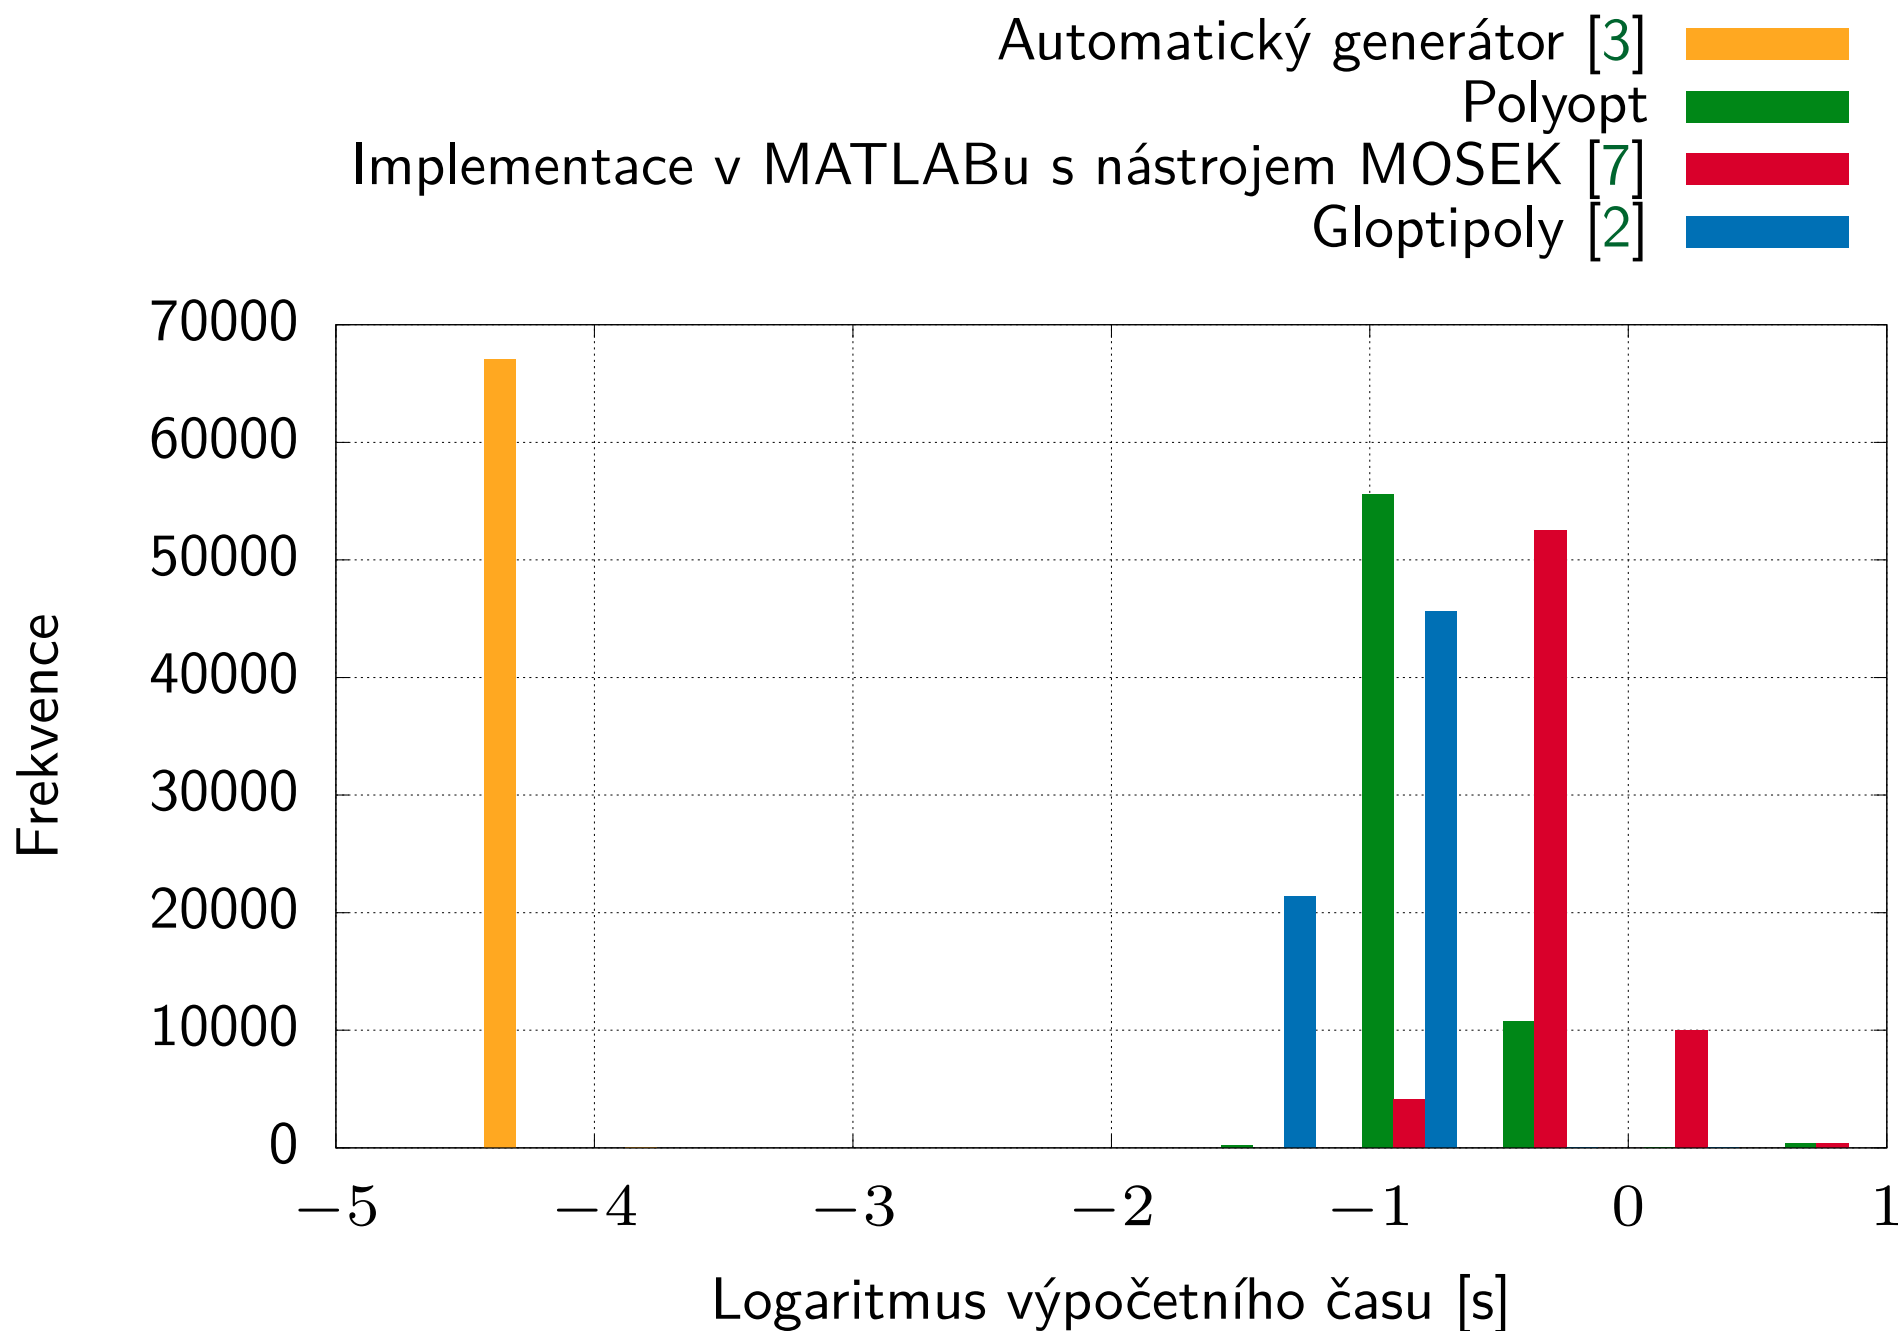 Automatický generátor [3]
Polyopt
Implementace v MATLABu s nástrojem MOSEK [7]
Gloptipoly [2]
70000
60000
50000
40000
30000
20000
10000
0
Frekvence
−5 −4 −3 −2 −1 0 1
Logaritmus výpočetního času [s]